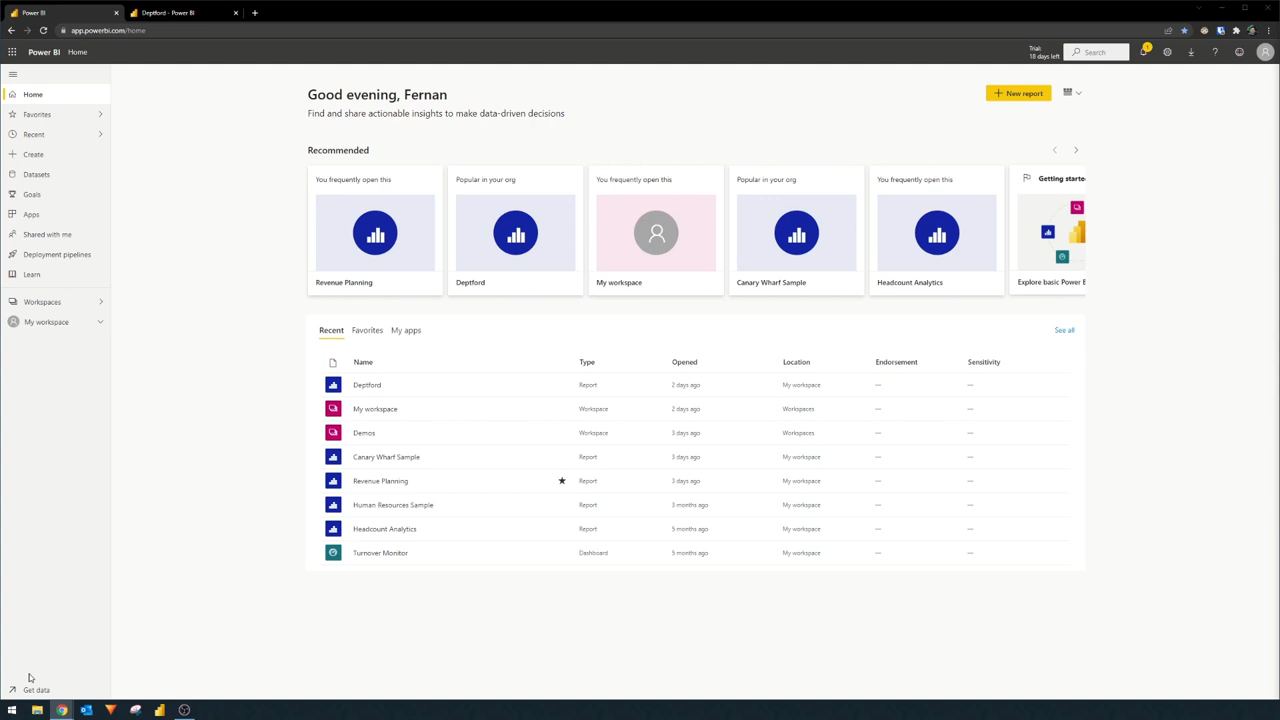 Power BI
Deptford - Power BI
app.powerbi.com/home
Power BI Home
Trial:
18 days left
Search
1
Home
Favorites
Recent
Create
Datasets
Goals
Apps
Shared with me
Deployment pipelines
Learn
Workspaces
My workspace
Get data
Good evening, Fernan
Find and share actionable insights to make data-driven decisions
New report
Recommended
You frequently open this
Revenue Planning
Popular in your org
Deptford
You frequently open this
My workspace
Popular in your org
Canary Wharf Sample
You frequently open this
Headcount Analytics
Getting starte
Explore basic Power B
Recent Favorites My apps
See all
Name Type Opened Location Endorsement Sensitivity
Deptford Report 2 days ago My workspace — —
My workspace Workspace 2 days ago Workspaces — —
Demos Workspace 3 days ago Workspaces — —
Canary Wharf Sample Report 3 days ago My workspace — —
Revenue Planning Report 3 days ago My workspace — —
Human Resources Sample Report 3 months ago My workspace — —
Headcount Analytics Report 5 months ago My workspace — —
Turnover Monitor Dashboard 5 months ago My workspace — —